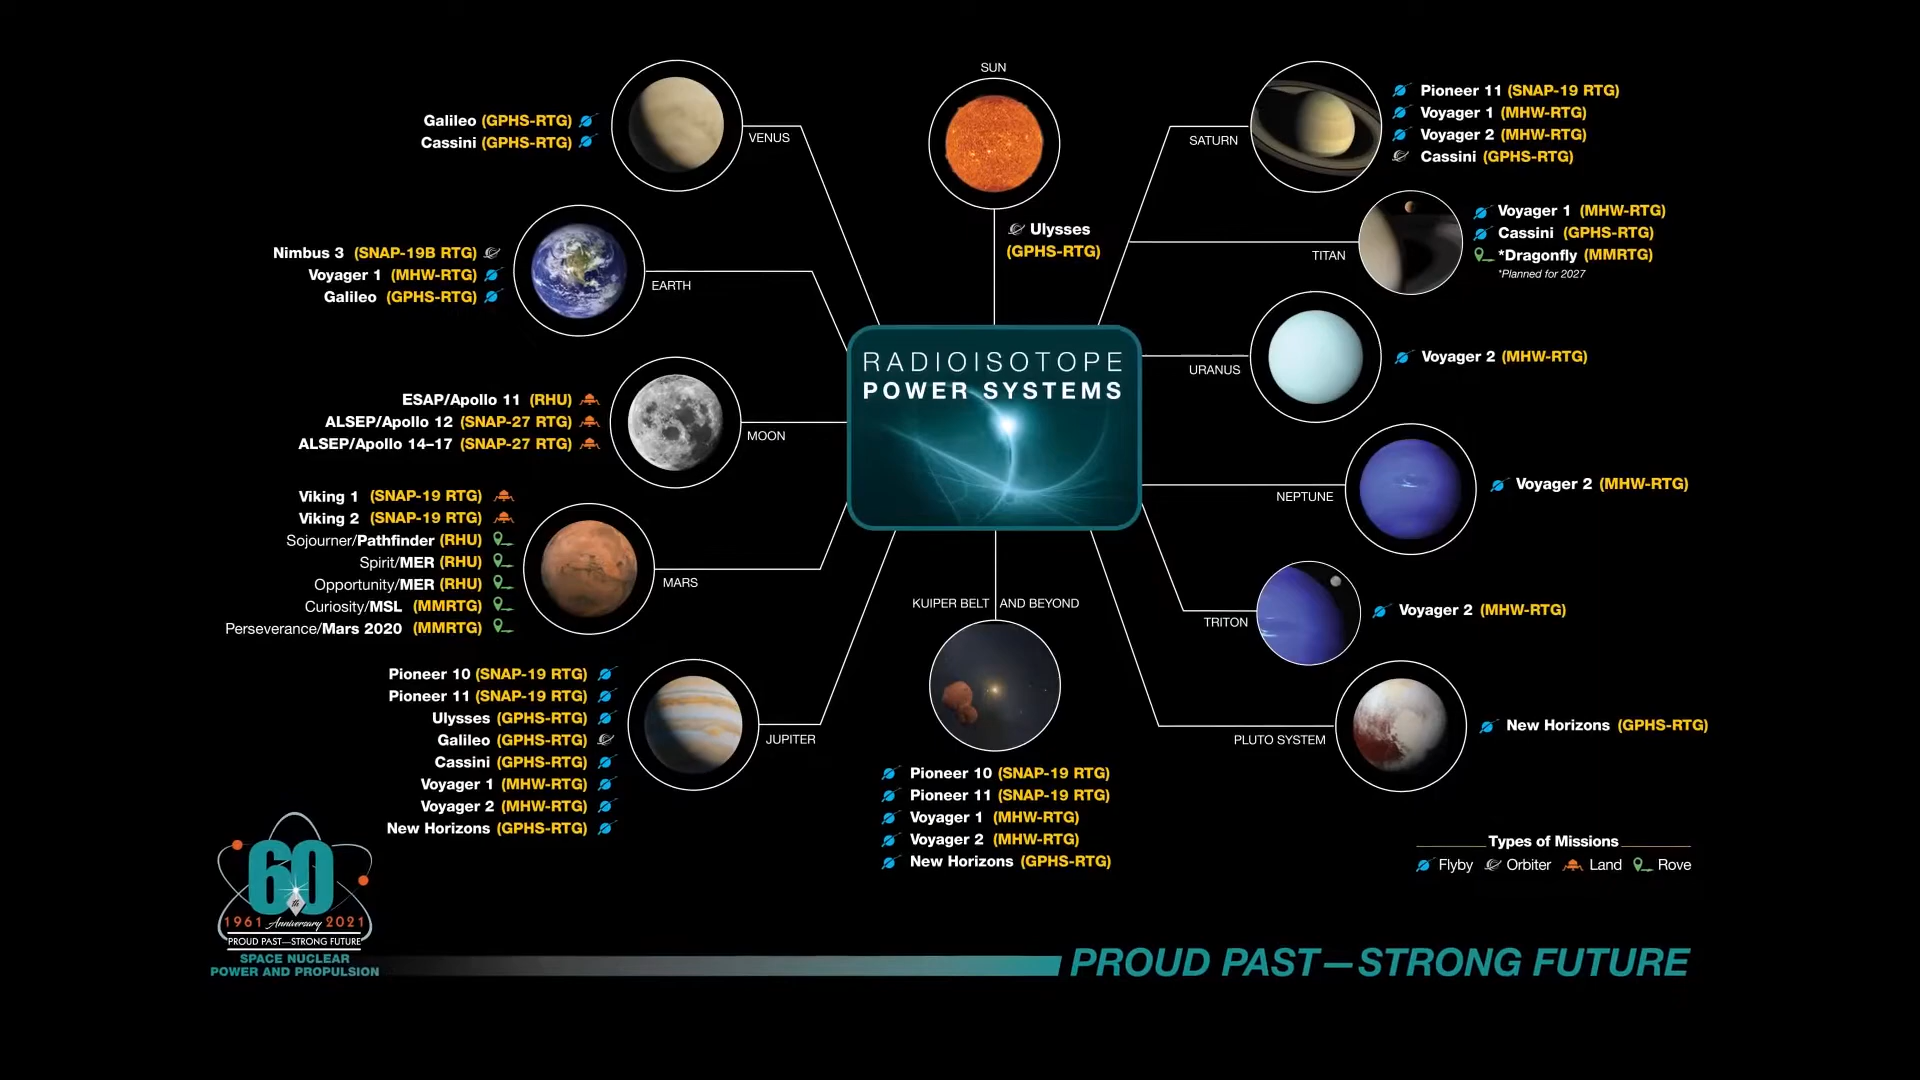 SUN
Ulysses
(GPHS-RTG)
Galileo (GPHS-RTG)
Cassini (GPHS-RTG)
VENUS
Nimbus 3 (SNAP-19B RTG)
Voyager 1 (MHW-RTG)
Galileo (GPHS-RTG)
EARTH
ESAP/Apollo 11 (RHU)
ALSEP/Apollo 12 (SNAP-27 RTG)
ALSEP/Apollo 14–17 (SNAP-27 RTG)
MOON
Viking 1 (SNAP-19 RTG)
Viking 2 (SNAP-19 RTG)
Sojourner/Pathfinder (RHU)
Spirit/MER (RHU)
Opportunity/MER (RHU)
Curiosity/MSL (MMRTG)
Perseverance/Mars 2020 (MMRTG)
MARS
Pioneer 10 (SNAP-19 RTG)
Pioneer 11 (SNAP-19 RTG)
Ulysses (GPHS-RTG)
Galileo (GPHS-RTG)
Cassini (GPHS-RTG)
Voyager 1 (MHW-RTG)
Voyager 2 (MHW-RTG)
New Horizons (GPHS-RTG)
JUPITER
RADIOISOTOPE
POWER SYSTEMS
KUIPER BELT AND BEYOND
Pioneer 10 (SNAP-19 RTG)
Pioneer 11 (SNAP-19 RTG)
Voyager 1 (MHW-RTG)
Voyager 2 (MHW-RTG)
New Horizons (GPHS-RTG)
SATURN
Pioneer 11 (SNAP-19 RTG)
Voyager 1 (MHW-RTG)
Voyager 2 (MHW-RTG)
Cassini (GPHS-RTG)
TITAN
Voyager 1 (MHW-RTG)
Cassini (GPHS-RTG)
*Dragonfly (MMRTG)
*Planned for 2027
URANUS
Voyager 2 (MHW-RTG)
NEPTUNE
Voyager 2 (MHW-RTG)
TRITON
Voyager 2 (MHW-RTG)
PLUTO SYSTEM
New Horizons (GPHS-RTG)
Types of Missions
Flyby Orbiter Land Rove
60
th
1961 Anniversary 2021
PROUD PAST—STRONG FUTURE
SPACE NUCLEAR
POWER AND PROPULSION
PROUD PAST—STRONG FUTURE